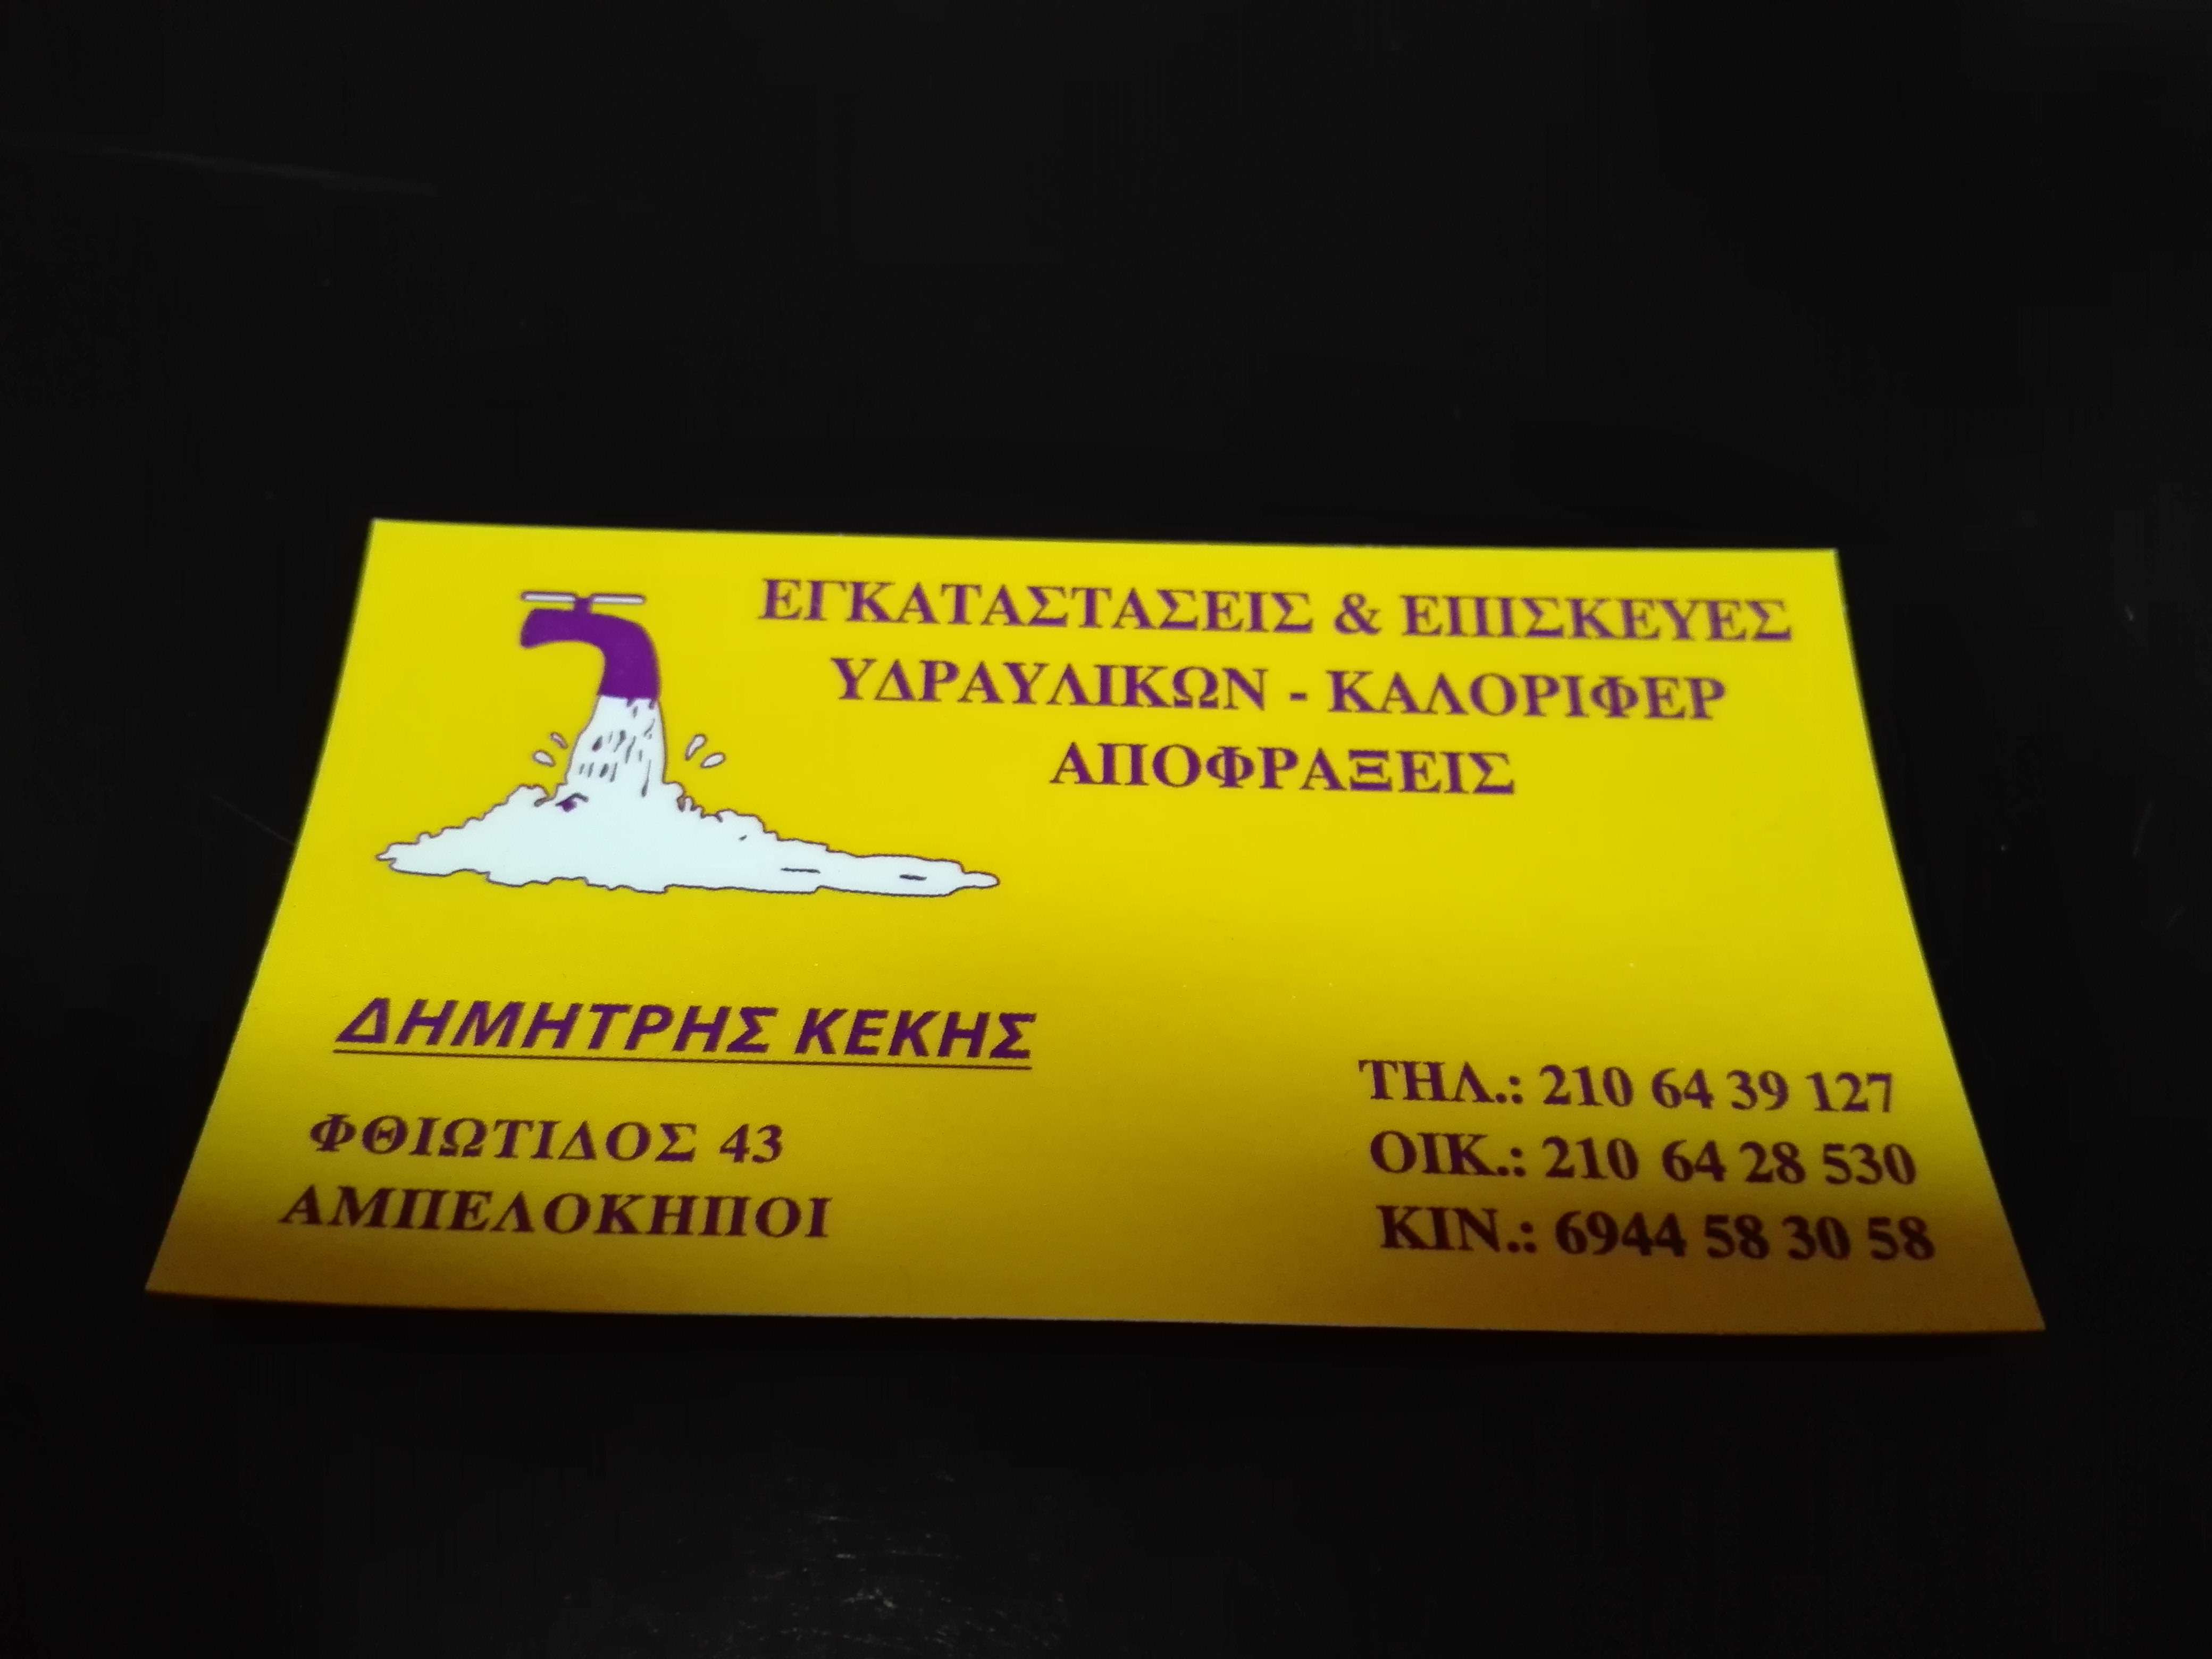 ΕΓΚΑΤΑΣΤΑΣΕΙΣ & ΕΠΙΣΚΕΥΕΣ
ΥΔΡΑΥΛΙΚΩΝ - ΚΑΛΟΡΙΦΕΡ
ΑΠΟΦΡΑΞΕΙΣ
ΔΗΜΗΤΡΗΣ ΚΕΚΗΣ
ΦΘΙΩΤΙΔΟΣ 43
ΑΜΠΕΛΟΚΗΠΟΙ
ΤΗΛ.: 210 64 39 127
ΟΙΚ.: 210 64 28 530
ΚΙΝ.: 6944 58 30 58